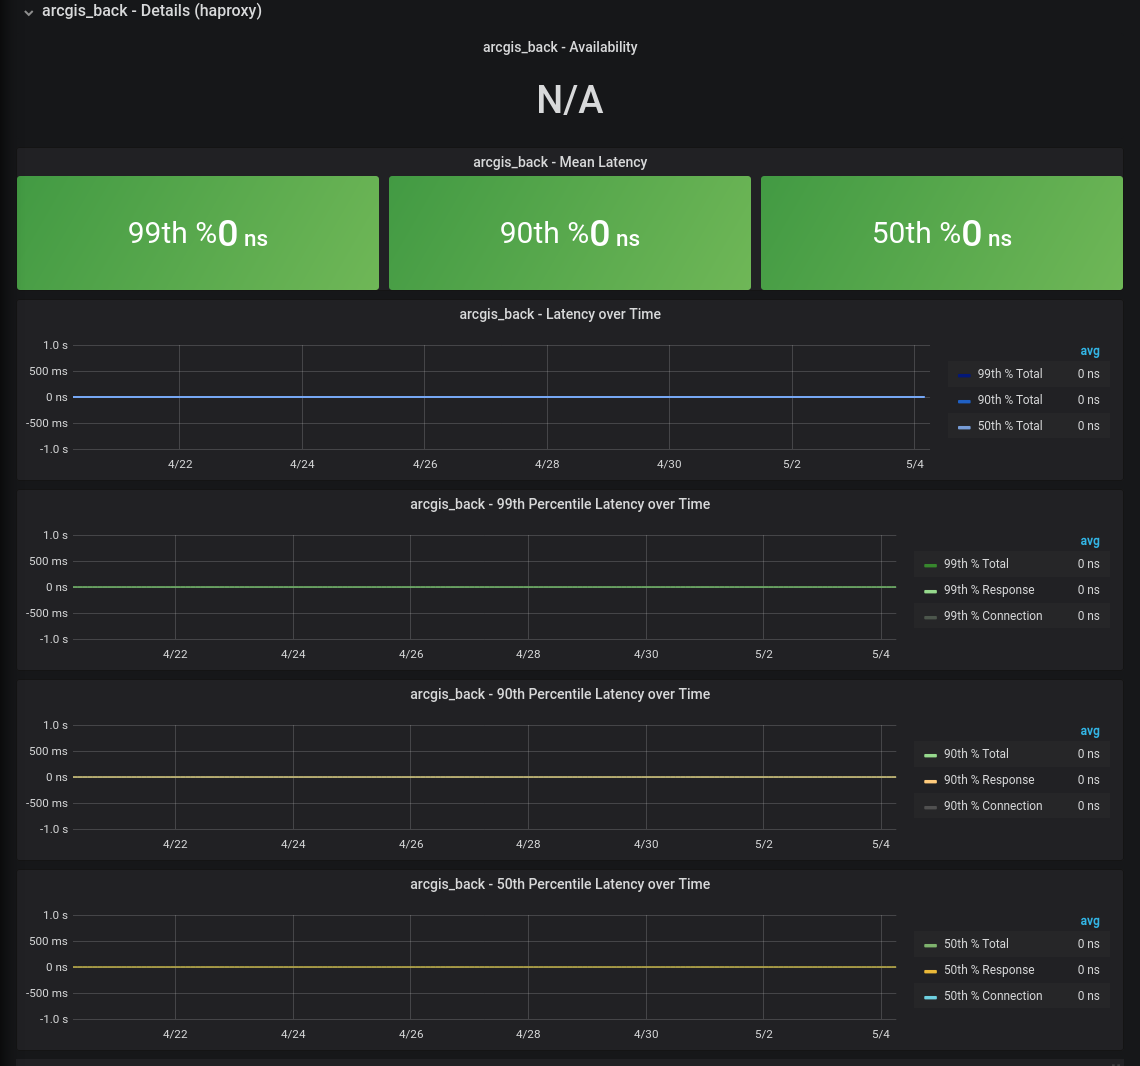 arcgis_back - Details (haproxy)
arcgis_back - Availability
N/A
arcgis_back - Mean Latency
99th %0 ns 90th %0 ns 50th %0 ns
arcgis_back - Latency over Time
avg
1.0 s
500 ms
0 ns
-500 ms
-1.0 s
4/22 4/24 4/26 4/28 4/30 5/2 5/4
99th % Total 0 ns
90th % Total 0 ns
50th % Total 0 ns
arcgis_back - 99th Percentile Latency over Time
avg
1.0 s
500 ms
0 ns
-500 ms
-1.0 s
4/22 4/24 4/26 4/28 4/30 5/2 5/4
99th % Total 0 ns
99th % Response 0 ns
99th % Connection 0 ns
arcgis_back - 90th Percentile Latency over Time
avg
1.0 s
500 ms
0 ns
-500 ms
-1.0 s
4/22 4/24 4/26 4/28 4/30 5/2 5/4
90th % Total 0 ns
90th % Response 0 ns
90th % Connection 0 ns
arcgis_back - 50th Percentile Latency over Time
avg
1.0 s
500 ms
0 ns
-500 ms
-1.0 s
4/22 4/24 4/26 4/28 4/30 5/2 5/4
50th % Total 0 ns
50th % Response 0 ns
50th % Connection 0 ns